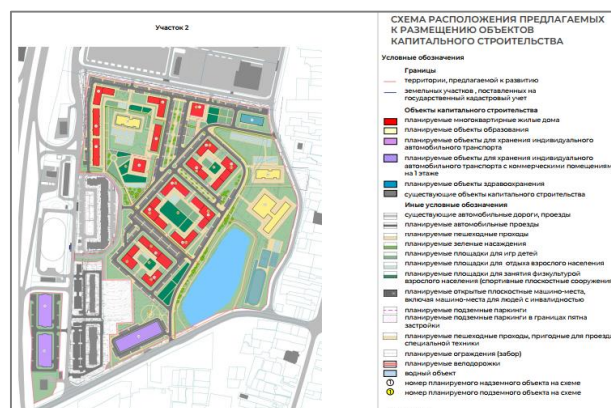 Участок 2
СХЕМА РАСПОЛОЖЕНИЯ ПРЕДЛАГАЕМЫХ
К РАЗМЕЩЕНИЮ ОБЪЕКТОВ
КАПИТАЛЬНОГО СТРОИТЕЛЬСТВА
Условные обозначения
Границы
территории, предлагаемой к развитию
земельных участков, поставленных на
государственный кадастровый учет
Объекты капитального строительства
планируемые многоквартирные жилые дома
планируемые объекты образования
планируемые объекты для хранения индивидуального
автомобильного транспорта
планируемые объекты для хранения индивидуального
автомобильного транспорта с коммерческими помещениям
на 1 этаже
планируемые объекты здравоохранения
существующие объекты капитального строительства
Иные условные обозначения
существующие автомобильные дороги, проезды
планируемые автомобильные проезды
планируемые пешеходные проходы
планируемые зеленые насаждения
планируемые площадки для игр детей
планируемые площадки для отдыха взрослого населения
планируемые площадки для занятия физкультурой
взрослого населения (спортивные плоскостные сооружени
планируемые открытые плоскостные машино-места,
включая машино-места для людей с инвалидностью
планируемые подземные паркинги
планируемые подземные паркинги в границах пятна
застройки
планируемые пешеходные проходы, пригодные для проезда
специальной техники
планируемые ограждения (забор)
планируемые велодорожки
водный объект
1 номер планируемого надземного объекта на схеме
1 номер планируемого подземного объекта на схеме